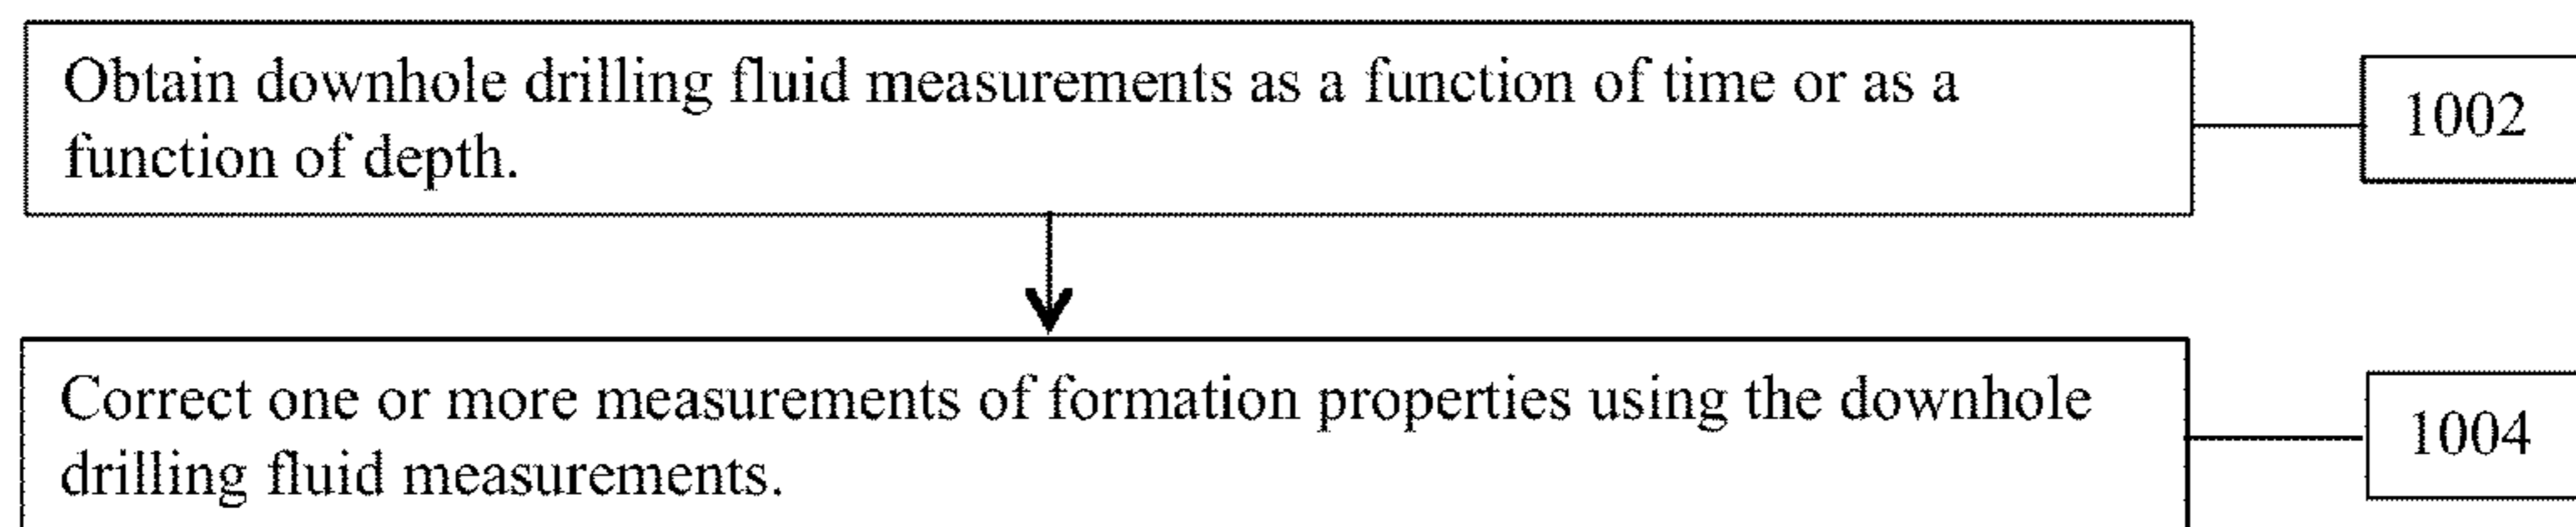 Obtain downhole drilling fluid measurements as a function of time or as a
function of depth.
1002
Correct one or more measurements of formation properties using the downhole
drilling fluid measurements.
1004